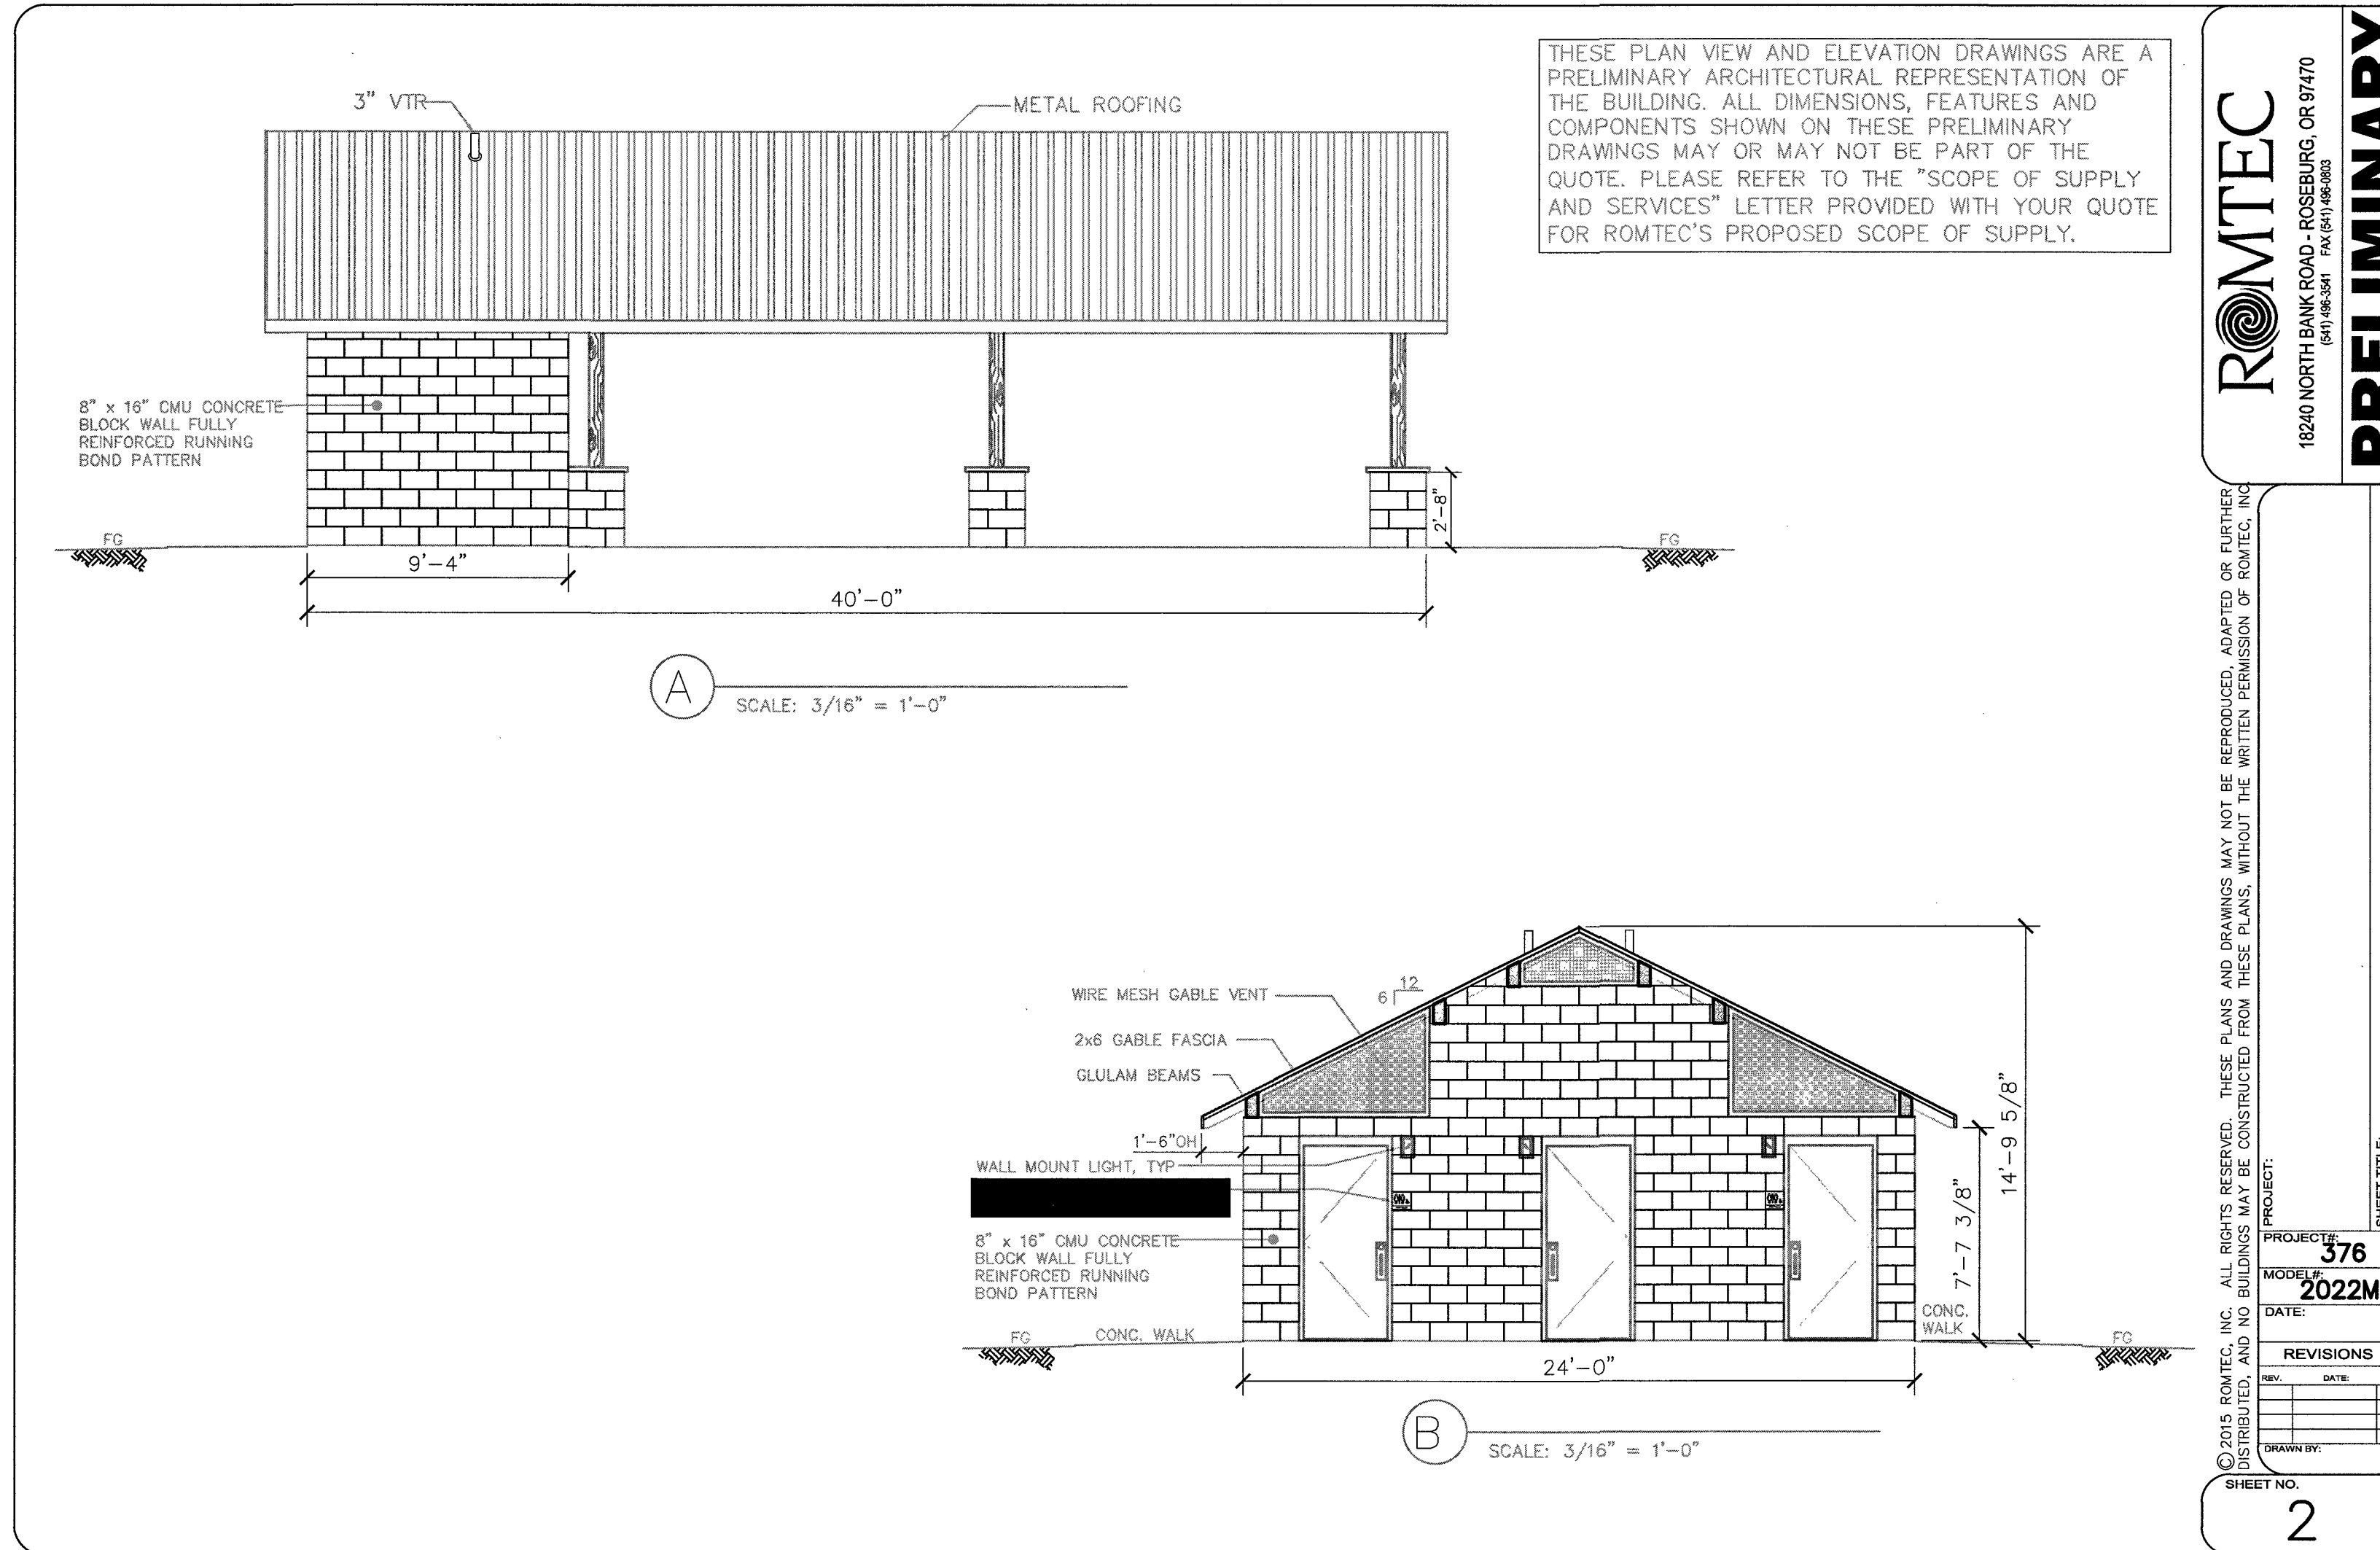 3" VTR
METAL ROOFING
8" x 16" CMU CONCRETE
BLOCK WALL FULLY
REINFORCED RUNNING
BOND PATTERN
FG
FG
2'-8"
9'-4"
40'-0"
A
SCALE: 3/16" = 1'-0"
THESE PLAN VIEW AND ELEVATION DRAWINGS ARE A
PRELIMINARY ARCHITECTURAL REPRESENTATION OF
THE BUILDING. ALL DIMENSIONS, FEATURES AND
COMPONENTS SHOWN ON THESE PRELIMINARY
DRAWINGS MAY OR MAY NOT BE PART OF THE
QUOTE. PLEASE REFER TO THE "SCOPE OF SUPPLY
AND SERVICES" LETTER PROVIDED WITH YOUR QUOTE
FOR ROMTEC'S PROPOSED SCOPE OF SUPPLY.
WIRE MESH GABLE VENT
12
6
2x6 GABLE FASCIA
GLULAM BEAMS
1'-6"OH
WALL MOUNT LIGHT, TYP
8" x 16" CMU CONCRETE
BLOCK WALL FULLY
REINFORCED RUNNING
BOND PATTERN
FG
CONC. WALK
CONC.
WALK
FG
7'-7 3/8"
14'-9 5/8"
24'-0"
B
SCALE: 3/16" = 1'-0"
ROMTEC
18240 NORTH BANK ROAD - ROSEBURG, OR 97470
(541) 496-3541 FAX (541) 496-0803
PRELIMINARY
© 2015 ROMTEC, INC. ALL RIGHTS RESERVED. THESE PLANS AND DRAWINGS MAY NOT BE REPRODUCED, ADAPTED OR FURTHER
DISTRIBUTED, AND NO BUILDINGS MAY BE CONSTRUCTED FROM THESE PLANS, WITHOUT THE WRITTEN PERMISSION OF ROMTEC, INC.
PROJECT:
SHEET TITLE:
PROJECT#:
376
MODEL#:
2022M
DATE:
REVISIONS
REV. DATE:
DRAWN BY:
SHEET NO.
2